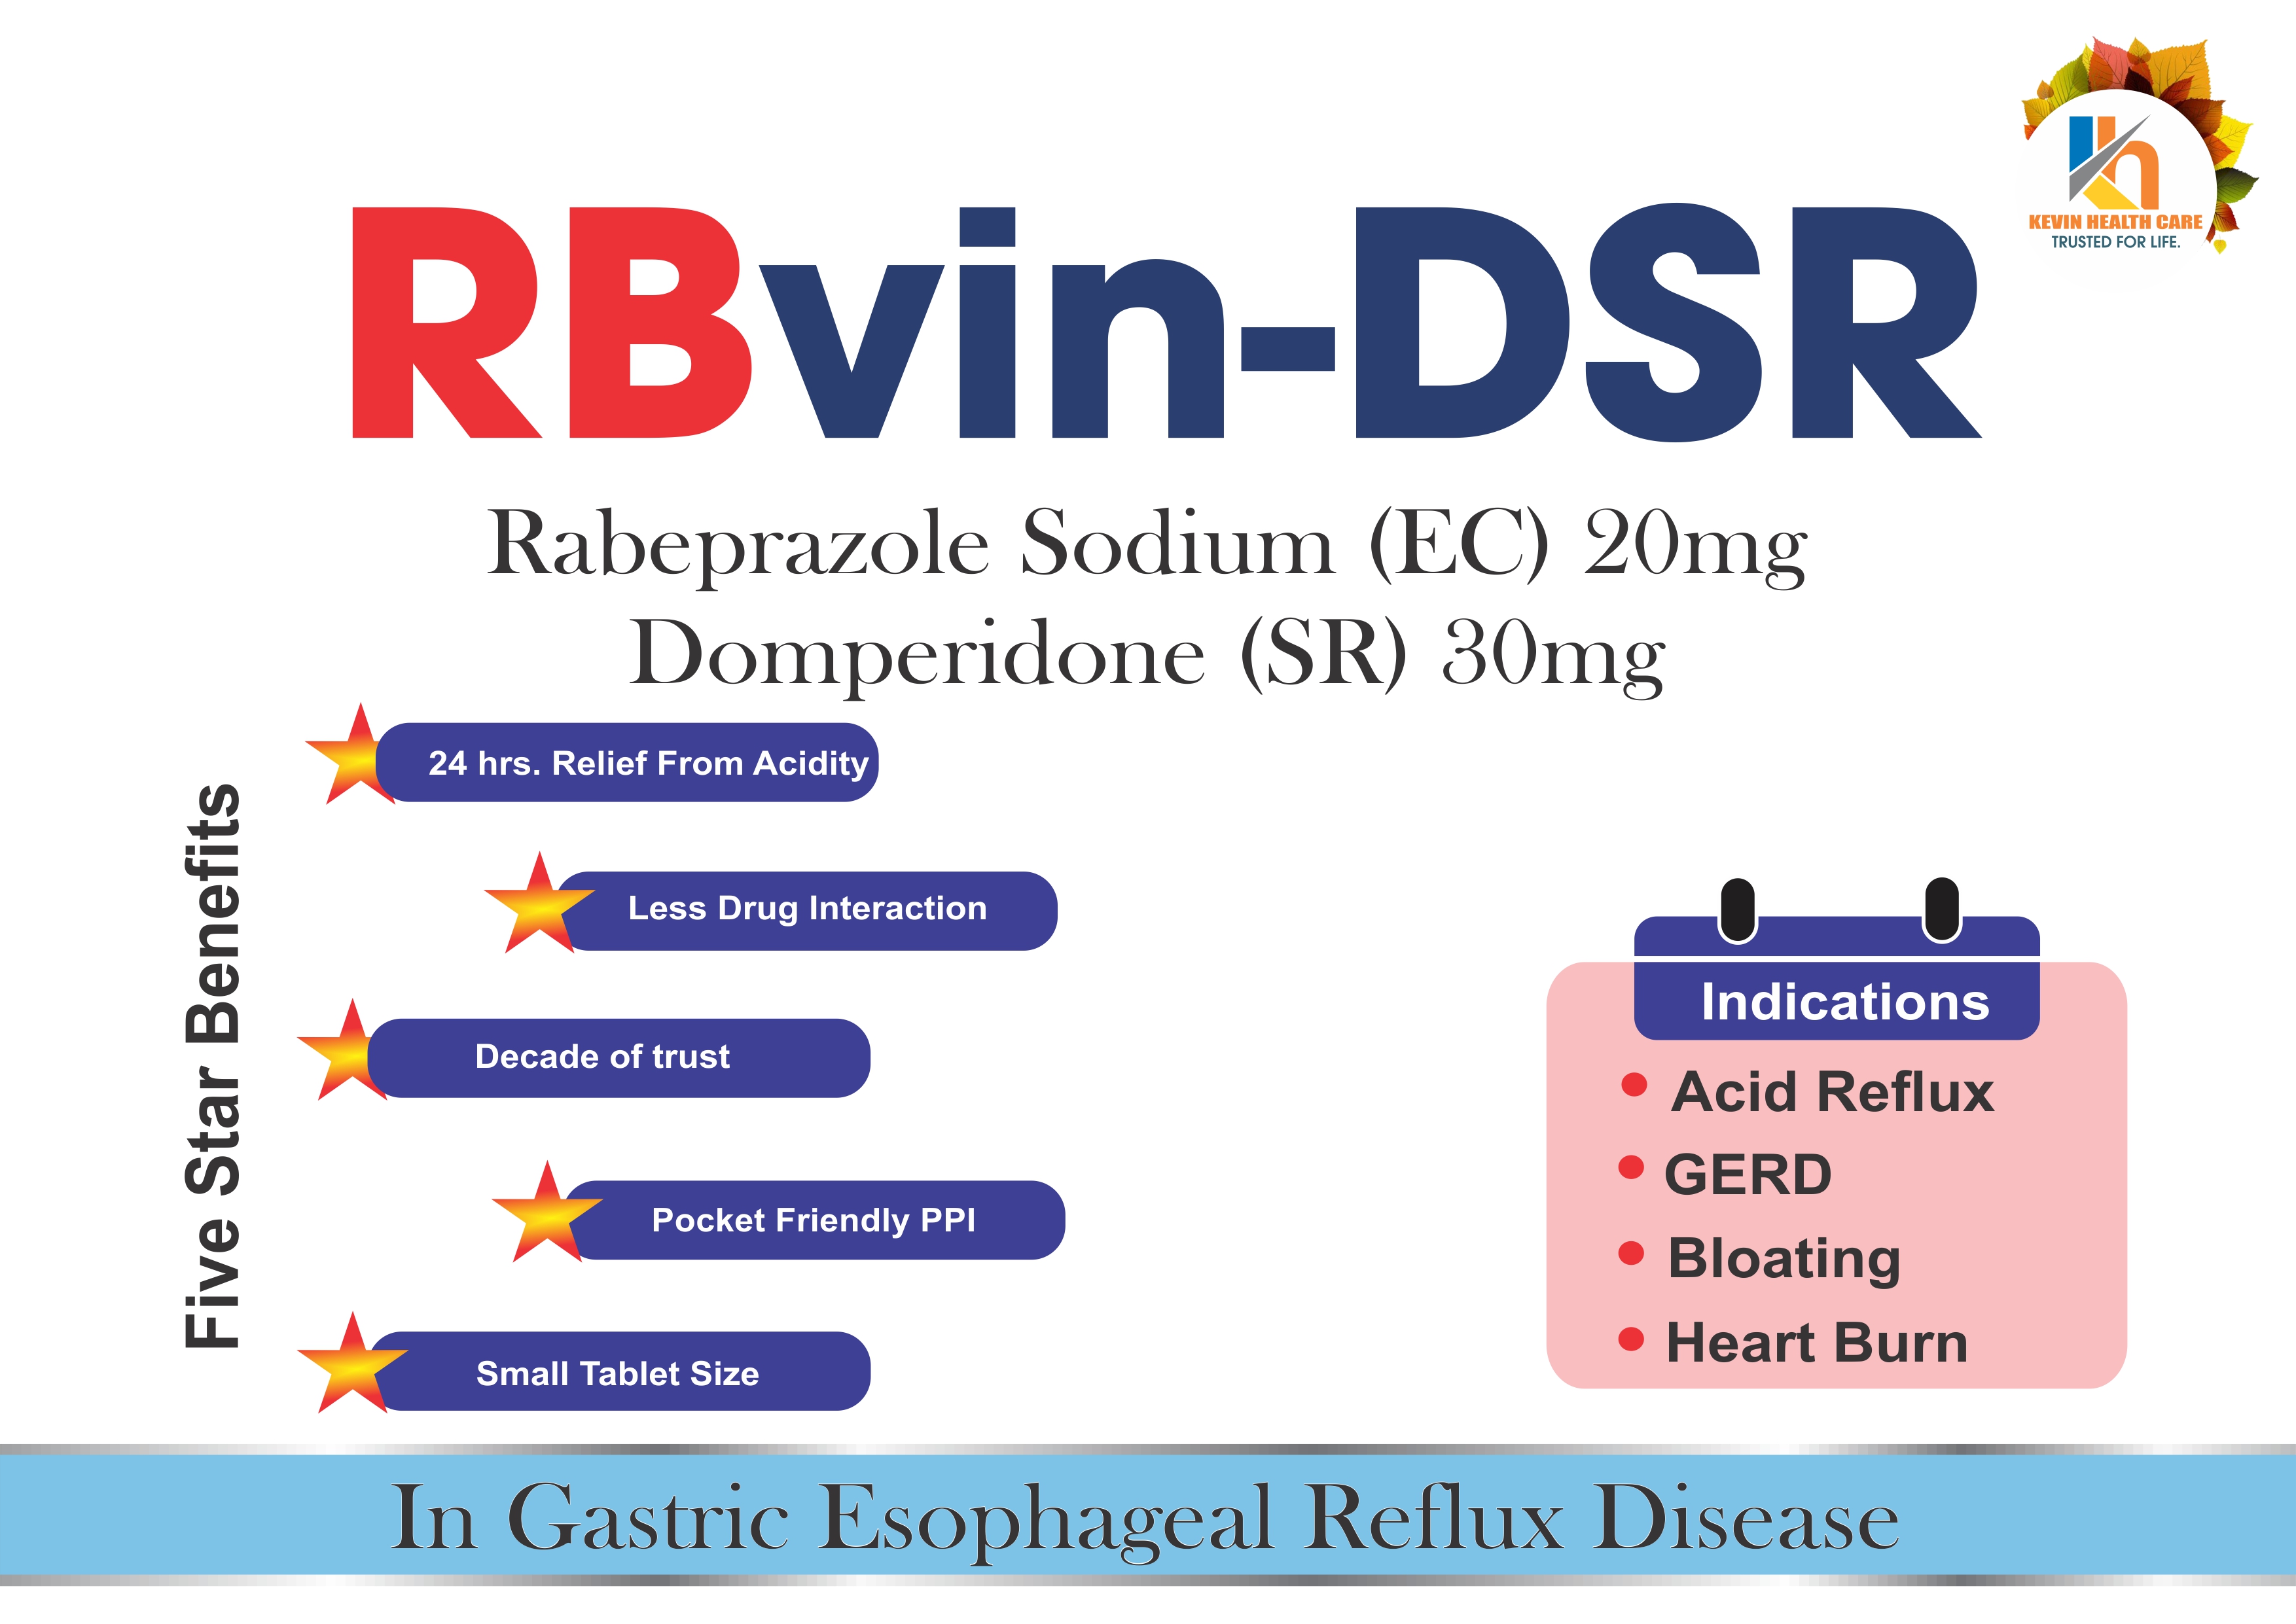 KEVIN HEALTH CARE
TRUSTED FOR LIFE.
RBvin-DSR
Rabeprazole Sodium (EC) 20mg
Domperidone (SR) 30mg
Five Star Benefits
24 hrs. Relief From Acidity
Less Drug Interaction
Decade of trust
Pocket Friendly PPI
Small Tablet Size
Indications
• Acid Reflux
• GERD
• Bloating
• Heart Burn
In Gastric Esophageal Reflux Disease